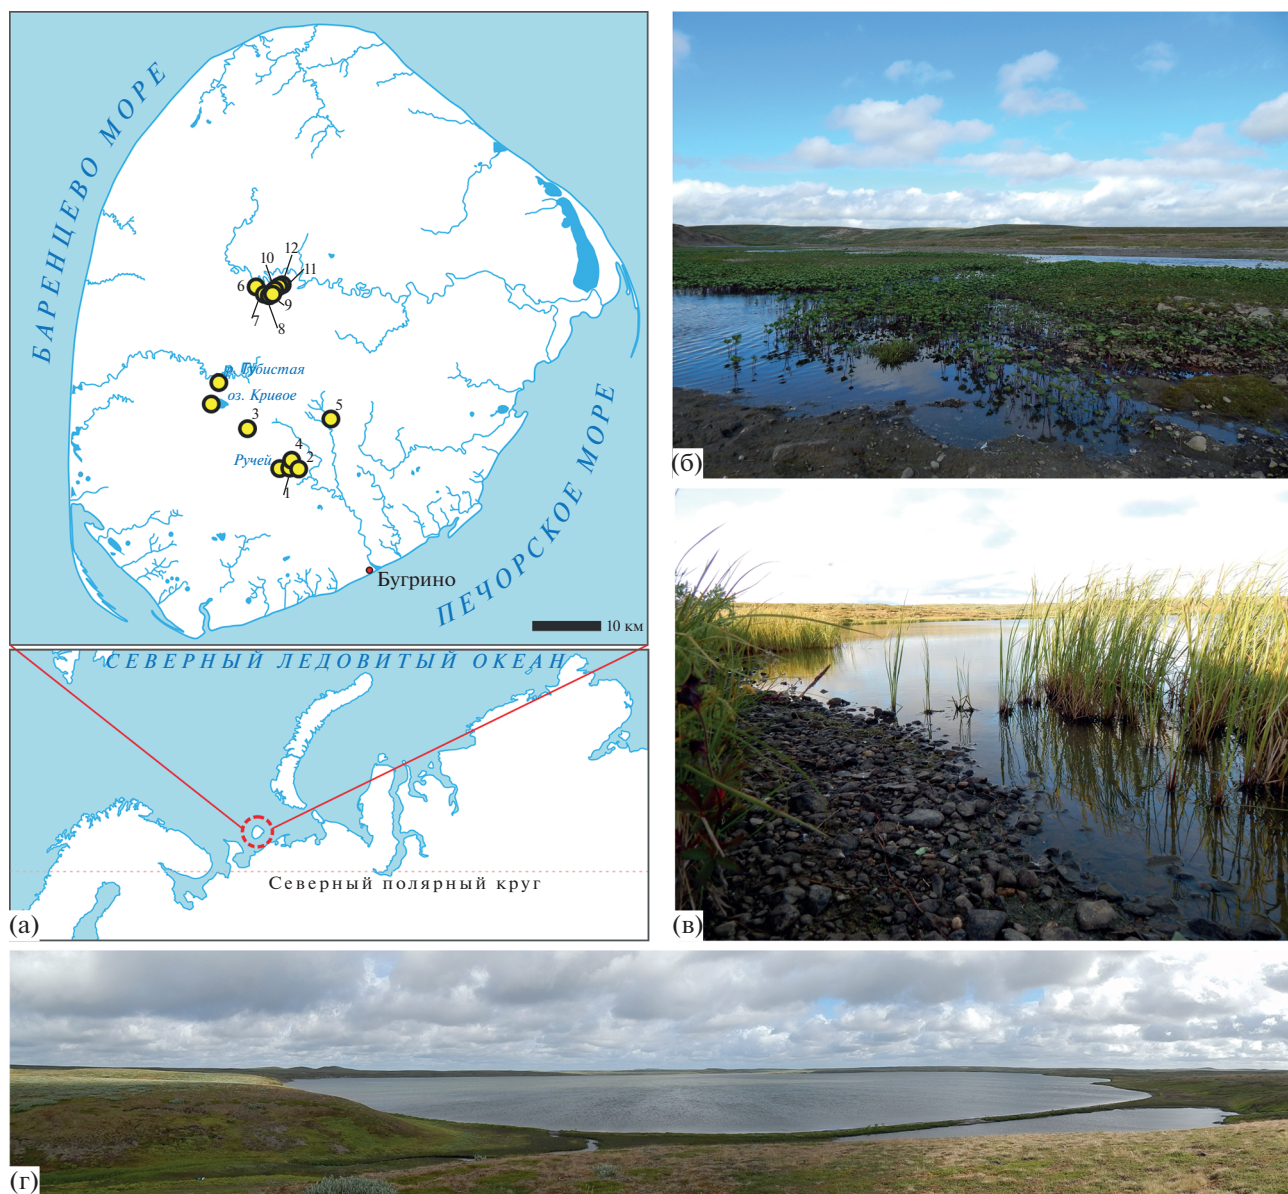 БАРЕНЦЕВО МОРЕ
12
10
11
6
9
7
8
р. Губистая
оз. Кривое
3
5
4
Ручей
2
1
Бугрино
ПЕЧОРСКОЕ МОРЕ
10 км
СЕВЕРНЫЙ ЛЕДОВИТЫЙ ОКЕАН
Северный полярный круг
(а)
(б)
(в)
(г)